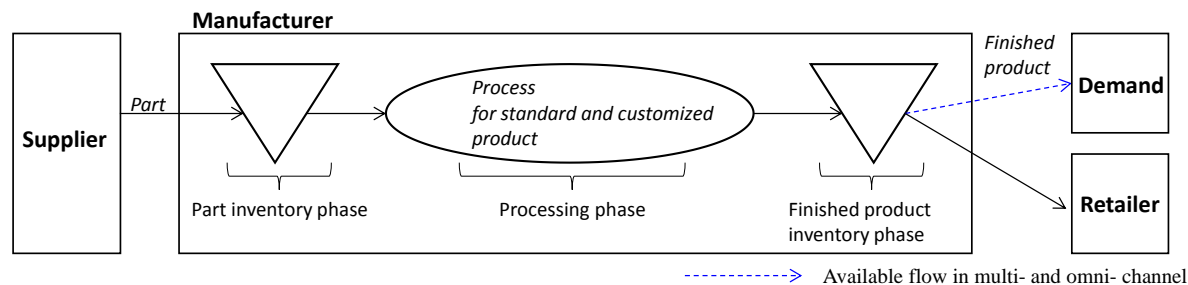 Manufacturer
Supplier
Part
Process
for standard and customized
product
Finished
product
Demand
Retailer
Part inventory phase
Processing phase
Finished product
inventory phase
Available flow in multi- and omni- channel